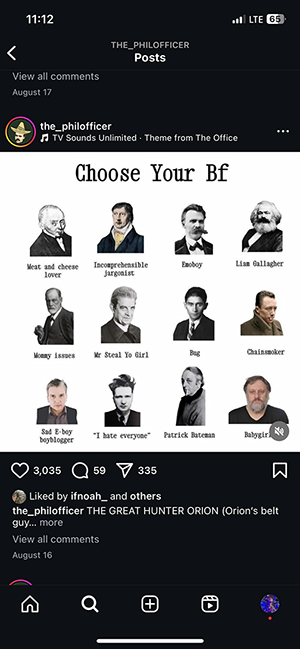 11:12
LTE 65
THE_PHILOFFICER
Posts
View all comments
August 17
the_philofficer
TV Sounds Unlimited · Theme from The Office
Choose Your Bf
Meat and cheese
lover
Incomprehensible
jargonist
Emoboy
Liam Gallagher
Mommy issues
Mr Steal Yo Girl
Bug
Chainsmoker
Sad E-boy
boyblogger
"I hate everyone"
Patrick Bateman
Babygirl
3,035
59
335
Liked by ifnoah_ and others
the_philofficer THE GREAT HUNTER ORION (Orion's belt
guy... more
View all comments
August 16